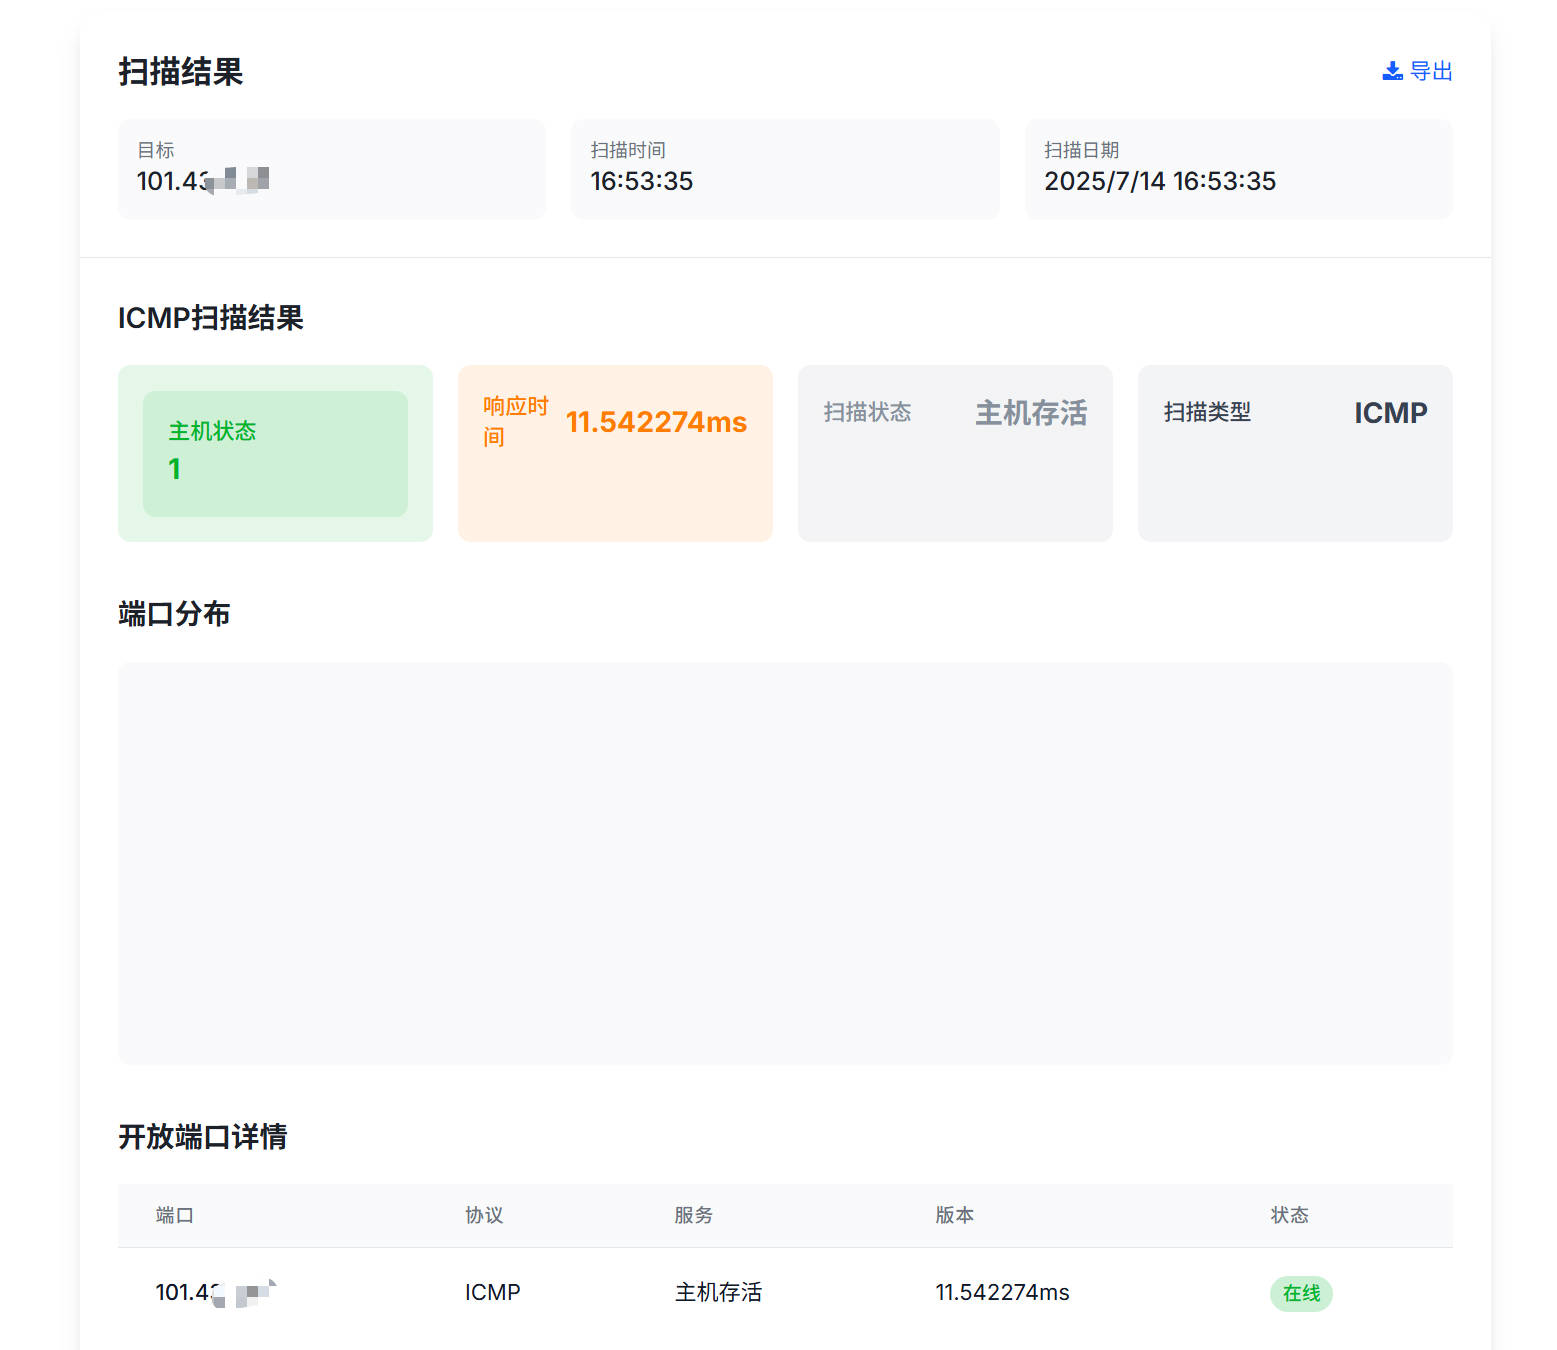 扫描结果
导出
目标
扫描时间
扫描日期
101.43
16:53:35
2025/7/14 16:53:35
ICMP扫描结果
主机状态
1
响应时
间
11.542274ms
扫描状态
主机存活
扫描类型
ICMP
端口分布
开放端口详情
端口 协议 服务 版本 状态
101.43 ICMP 主机存活 11.542274ms 在线